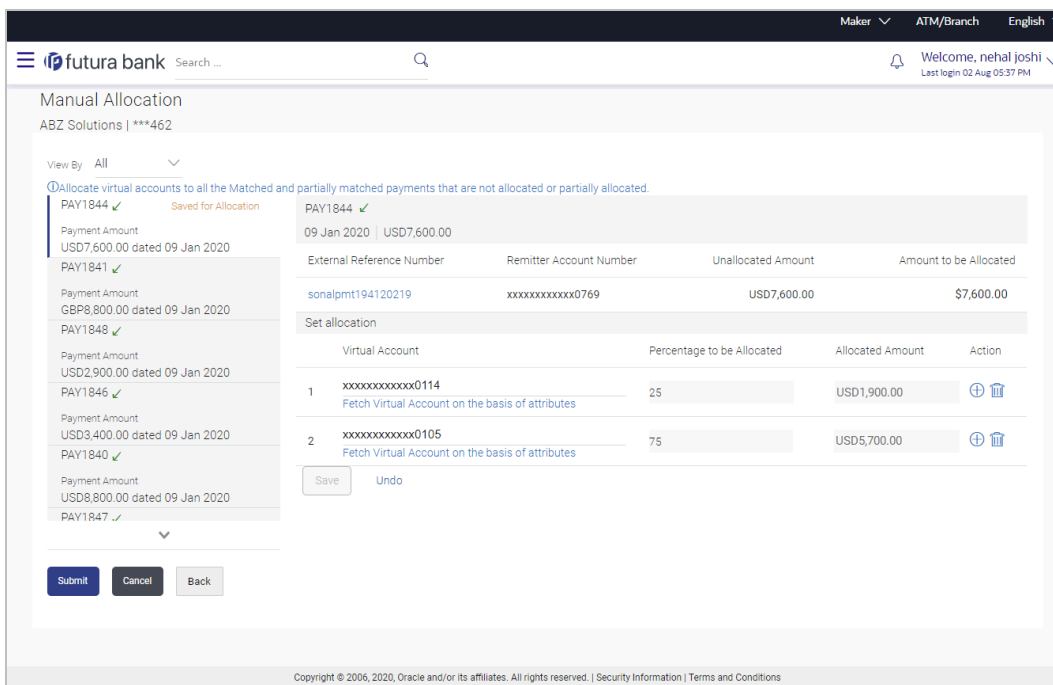 Maker ATM/Branch English
futura bank Search ... Welcome, nehal joshi
Last login 02 Aug 05:37 PM
Manual Allocation
ABZ Solutions | ***462
View By All
Allocate virtual accounts to all the Matched and partially matched payments that are not allocated or partially allocated.
PAY1844 Saved for Allocation
Payment Amount
USD7,600.00 dated 09 Jan 2020
PAY1841
Payment Amount
GBP8,800.00 dated 09 Jan 2020
PAY1848
Payment Amount
USD2,900.00 dated 09 Jan 2020
PAY1846
Payment Amount
USD3,400.00 dated 09 Jan 2020
PAY1840
Payment Amount
USD8,800.00 dated 09 Jan 2020
PAY1847
PAY1844
09 Jan 2020 | USD7,600.00
External Reference Number Remitter Account Number Unallocated Amount Amount to be Allocated
sonalpmt194120219 xxxxxxxxxxxx0769 USD7,600.00 $7,600.00
Set allocation
Virtual Account Percentage to be Allocated Allocated Amount Action
1 xxxxxxxxxxxx0114 25 USD1,900.00
Fetch Virtual Account on the basis of attributes
2 xxxxxxxxxxxx0105 75 USD5,700.00
Fetch Virtual Account on the basis of attributes
Save Undo
Submit Cancel Back
Copyright © 2006, 2020, Oracle and/or its affiliates. All rights reserved. | Security Information | Terms and Conditions